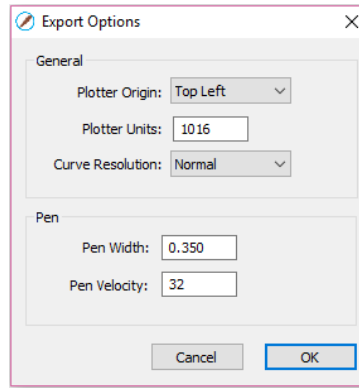 Export Options
General
Plotter Origin: Top Left
Plotter Units: 1016
Curve Resolution: Normal
Pen
Pen Width: 0.350
Pen Velocity: 32
Cancel OK